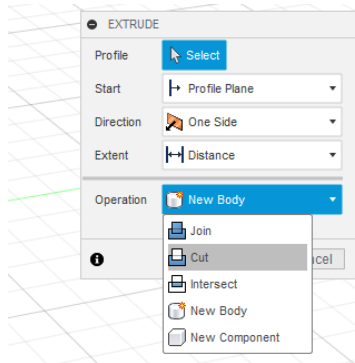 EXTRUDE
Profile Select
Start Profile Plane
Direction One Side
Extent Distance
Operation New Body
Join
Cut
Intersect
New Body
New Component